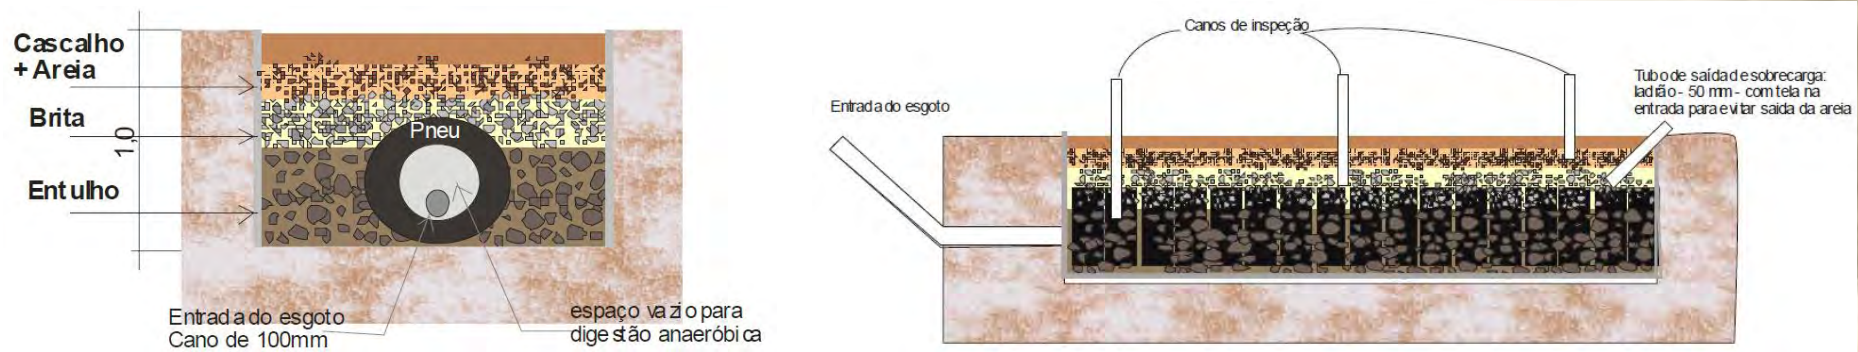 Cascalho
+ Areia
Brita
1,0
Entulho
Pneu
Entrada do esgoto
Cano de 100mm
espaço vazio para
digestão anaeróbica
Canos de inspeção
Entrada do esgoto
Tubo de saída de sobrecarga:
ladrão - 50 mm - com tela na
entrada para evitar saida da areia